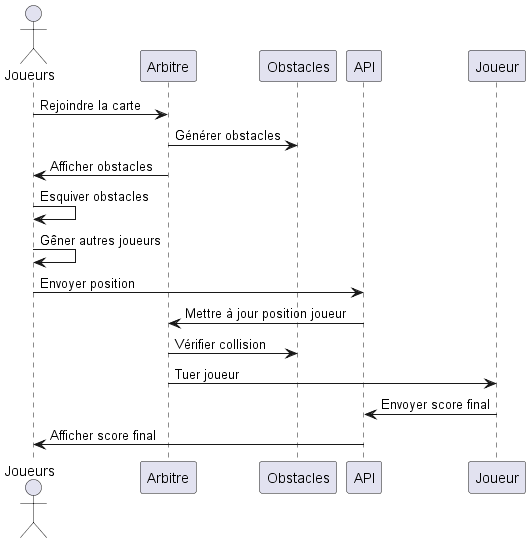 Joueurs
Arbitre
Obstacles
API
Joueur
Rejoindre la carte
Générer obstacles
Afficher obstacles
Esquiver obstacles
Gêner autres joueurs
Envoyer position
Mettre à jour position joueur
Vérifier collision
Tuer joueur
Envoyer score final
Afficher score final
Joueurs
Arbitre
Obstacles
API
Joueur